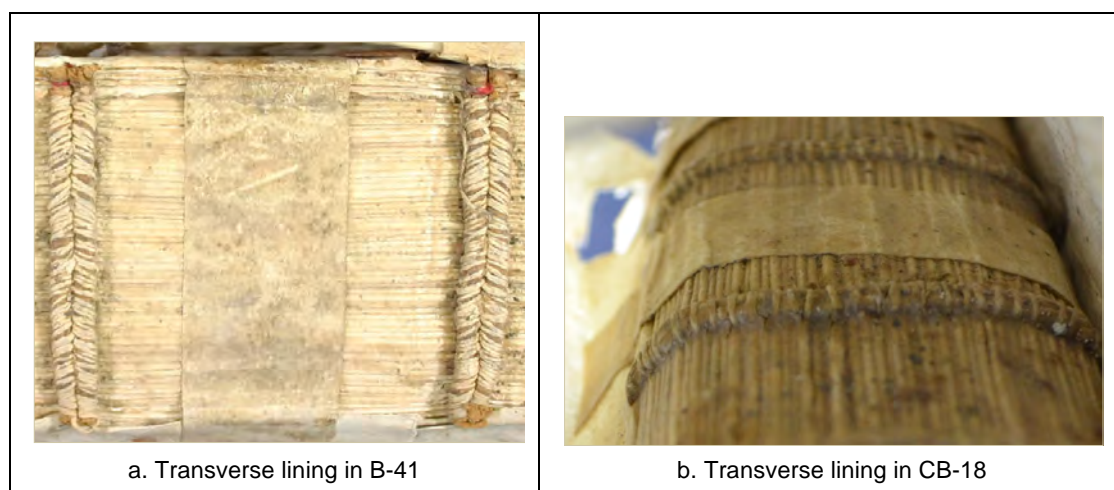 a. Transverse lining in B-41
b. Transverse lining in CB-18